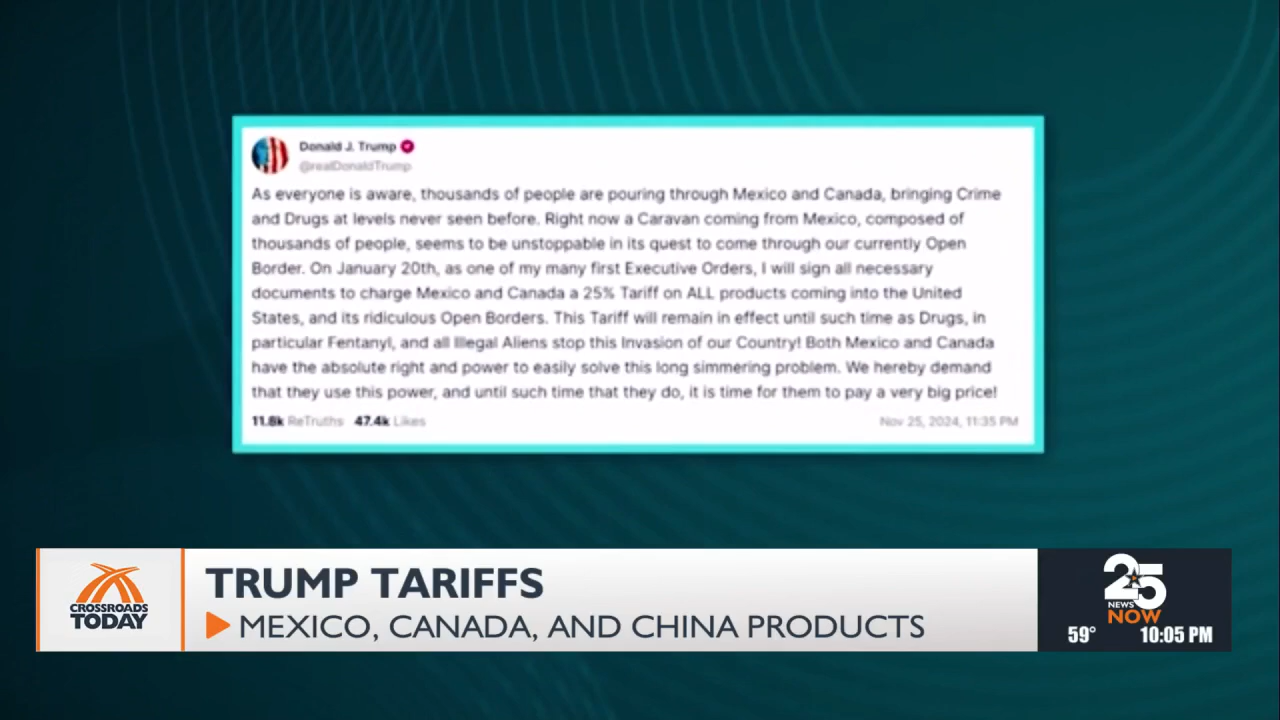 Donald J. Trump
@realDonaldTrump
As everyone is aware, thousands of people are pouring through Mexico and Canada, bringing Crime
and Drugs at levels never seen before. Right now a Caravan coming from Mexico, composed of
thousands of people, seems to be unstoppable in its quest to come through our currently Open
Border. On January 20th, as one of my many first Executive Orders, I will sign all necessary
documents to charge Mexico and Canada a 25% Tariff on ALL products coming into the United
States, and its ridiculous Open Borders. This Tariff will remain in effect until such time as Drugs, in
particular Fentanyl, and all Illegal Aliens stop this Invasion of our Country! Both Mexico and Canada
have the absolute right and power to easily solve this long simmering problem. We hereby demand
that they use this power, and until such time that they do, it is time for them to pay a very big price!
11.6k ReTruths 47.4k Likes Nov 25, 2024, 11:35 PM
CROSSROADS
TODAY
TRUMP TARIFFS
MEXICO, CANADA, AND CHINA PRODUCTS
25
NEWS
NOW
59° 10:05 PM